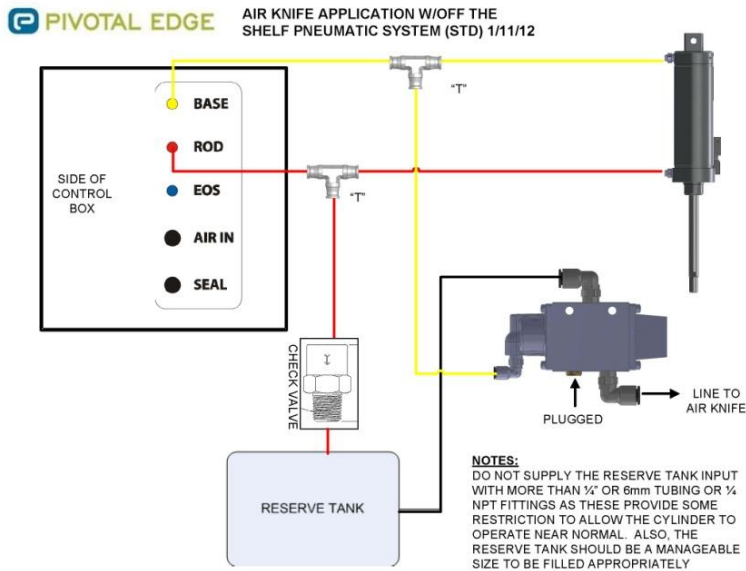 PIVOTAL EDGE
AIR KNIFE APPLICATION W/OFF THE
SHELF PNEUMATIC SYSTEM (STD) 1/11/12
"T"
BASE
ROD
SIDE OF
CONTROL
BOX
EOS
"T"
AIR IN
SEAL
CHECK VALVE
PLUGGED
LINE TO
AIR KNIFE
RESERVE TANK
NOTES:
DO NOT SUPPLY THE RESERVE TANK INPUT
WITH MORE THAN ¼" OR 6mm TUBING OR ¼
NPT FITTINGS AS THESE PROVIDE SOME
RESTRICTION TO ALLOW THE CYLINDER TO
OPERATE NEAR NORMAL. ALSO, THE
RESERVE TANK SHOULD BE A MANAGEABLE
SIZE TO BE FILLED APPROPRIATELY